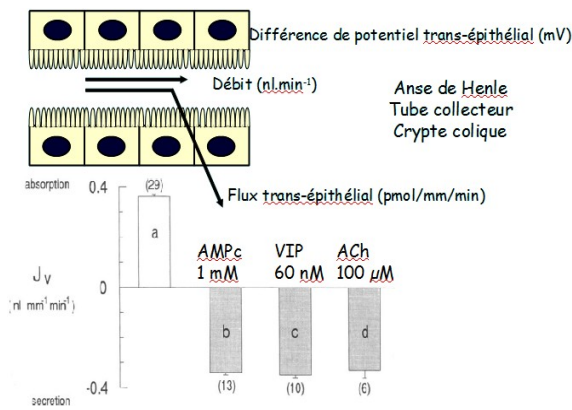 Différence de potentiel trans-épithélial (mV)
Débit (nl.min-1)
Anse de Henle
Tube collecteur
Crypte colique
Flux trans-épithélial (pmol/mm/min)
absorption
0.4
(29)
a
AMPc
1 mM
VIP
60 nM
ACh
100 µM
Jv
(nl mm-1 min-1)
0
b
c
d
-0.4
(13)
(10)
(6)
secretion